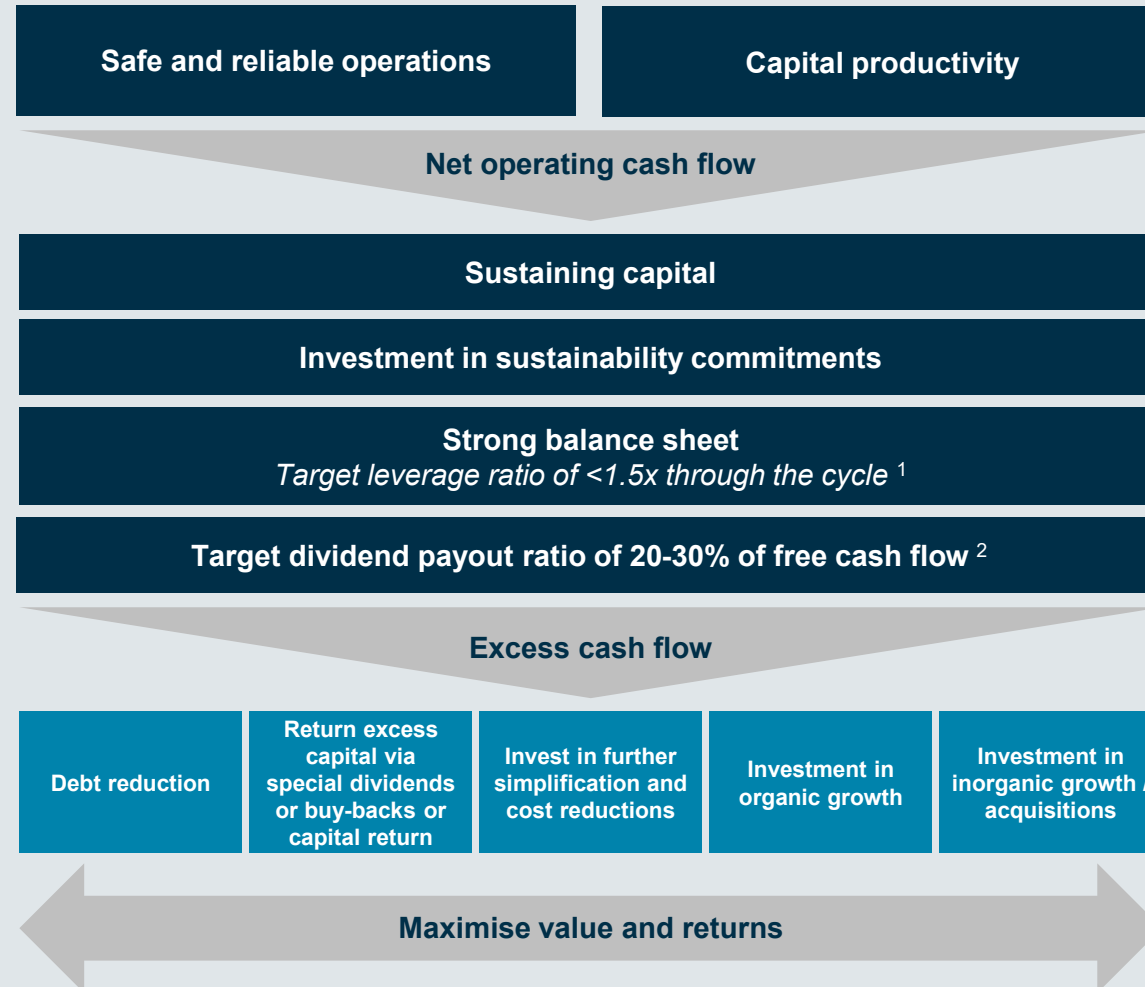 Safe and reliable operations
Capital productivity
Net operating cash flow
Sustaining capital
Investment in sustainability commitments
Strong balance sheet
Target leverage ratio of <1.5x through the cycle 1
Target dividend payout ratio of 20-30% of free cash flow 2
Excess cash flow
Debt reduction
Return excess
capital via
special dividends
or buy-backs or
capital return
Invest in further
simplification and
cost reductions
Investment in
organic growth
Investment in
inorganic growth /
acquisitions
Maximise value and returns